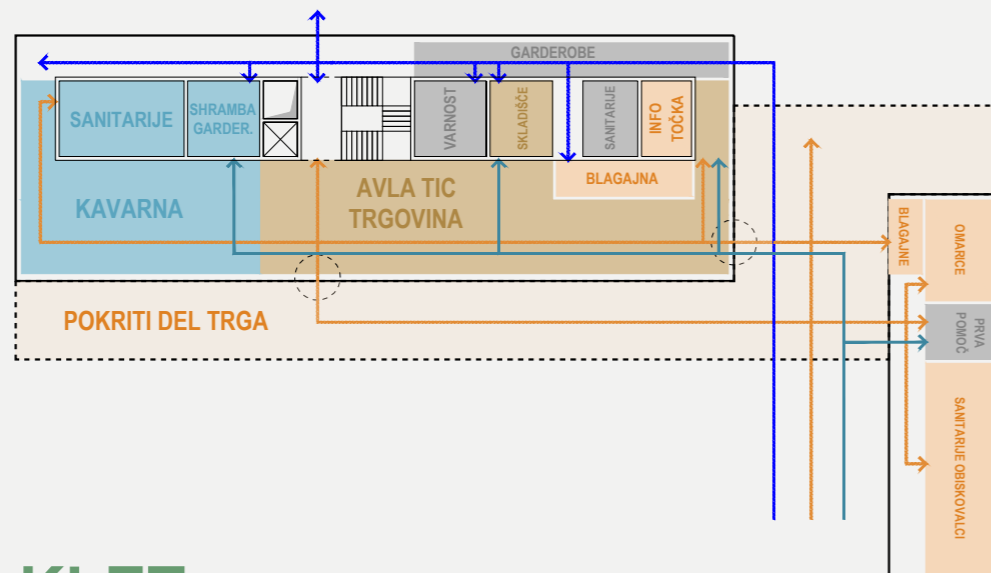 GARDEROBE
SANITARIJE
SHRAMBA
GARDER.
VARNOST
SKLADIŠČE
SANITARIJE
INFO
TOČKA
BLAGAJNA
KAVARNA
AVLA TIC
TRGOVINA
POKRITI DEL TRGA
BLAGAJNE
OMARICE
PRVA
POMOČ
SANITARIJE OBISKOVALCI